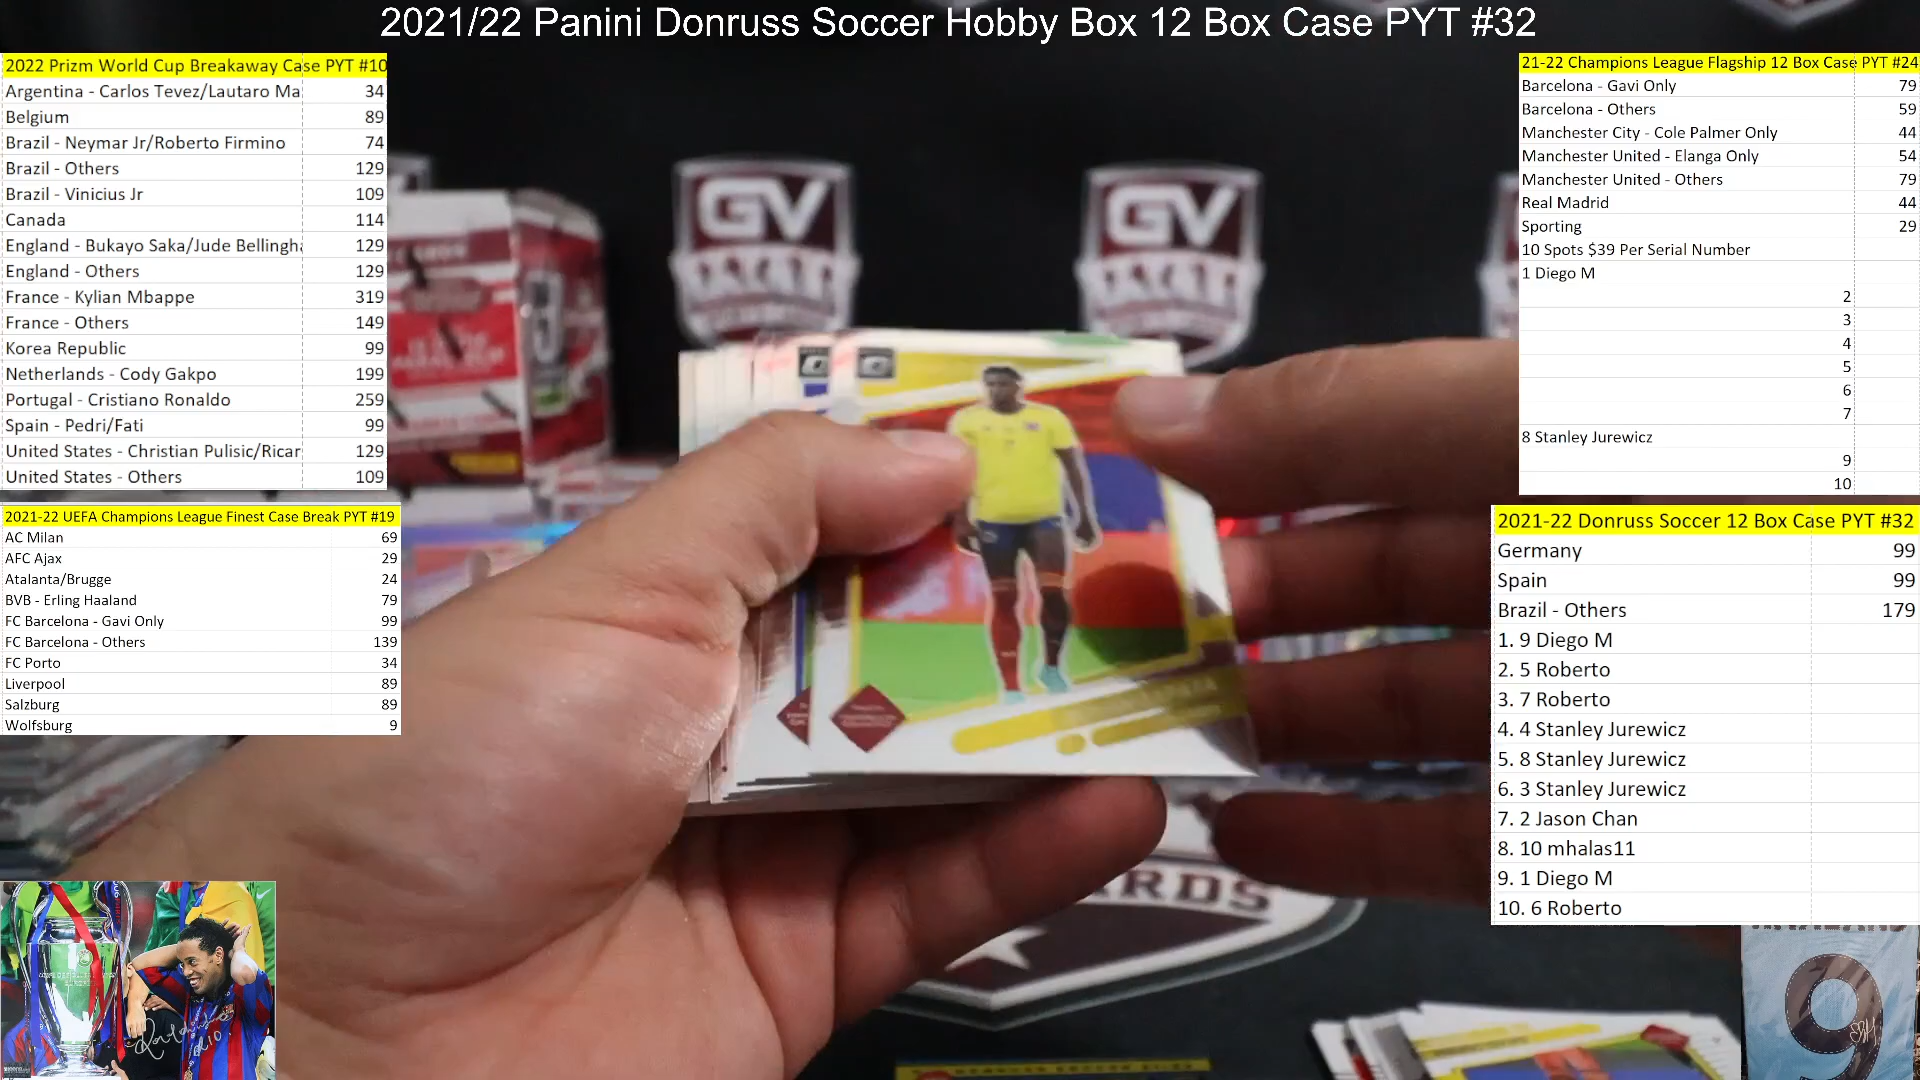 2021/22 Panini Donruss Soccer Hobby Box 12 Box Case PYT #32
2022 Prizm World Cup Breakaway Case PYT #10
Argentina - Carlos Tevez/Lautaro Ma
34
Belgium
89
Brazil - Neymar Jr/Roberto Firmino
74
Brazil - Others
129
Brazil - Vinicius Jr
109
Canada
114
England - Bukayo Saka/Jude Bellingh
129
England - Others
129
France - Kylian Mbappe
319
France - Others
149
Korea Republic
99
Netherlands - Cody Gakpo
199
Portugal - Cristiano Ronaldo
259
Spain - Pedri/Fati
99
United States - Christian Pulisic/Ricar
129
United States - Others
109
2021-22 UEFA Champions League Finest Case Break PYT #19
AC Milan
69
AFC Ajax
29
Atalanta/Brugge
24
BVB - Erling Haaland
79
FC Barcelona - Gavi Only
99
FC Barcelona - Others
139
FC Porto
34
Liverpool
89
Salzburg
89
Wolfsburg
9
21-22 Champions League Flagship 12 Box Case PYT #24
Barcelona - Gavi Only
79
Barcelona - Others
59
Manchester City - Cole Palmer Only
44
Manchester United - Elanga Only
54
Manchester United - Others
79
Real Madrid
44
Sporting
29
10 Spots $39 Per Serial Number
1 Diego M
2
3
4
5
6
7
8 Stanley Jurewicz
9
10
2021-22 Donruss Soccer 12 Box Case PYT #32
Germany
99
Spain
99
Brazil - Others
179
1. 9 Diego M
2. 5 Roberto
3. 7 Roberto
4. 4 Stanley Jurewicz
5. 8 Stanley Jurewicz
6. 3 Stanley Jurewicz
7. 2 Jason Chan
8. 10 mhalas11
9. 1 Diego M
10. 6 Roberto
GV
GV
9